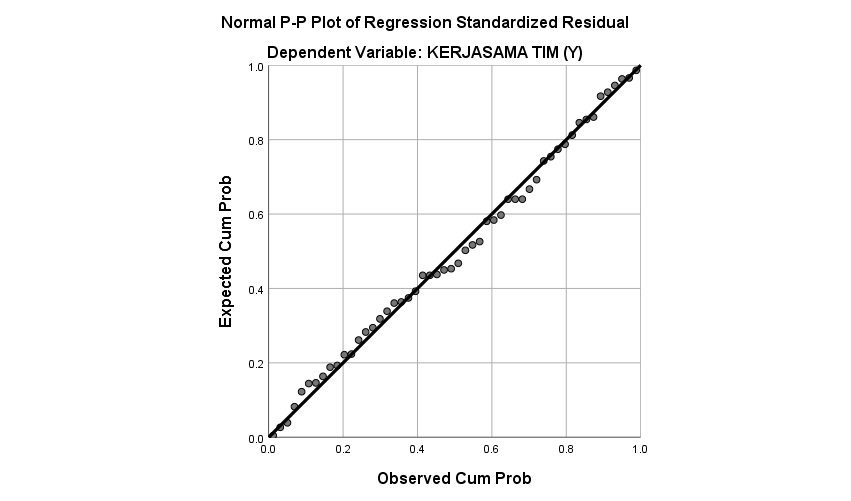 Normal P-P Plot of Regression Standardized Residual
Dependent Variable: KERJASAMA TIM (Y)
Expected Cum Prob
1.0
0.8
0.6
0.4
0.2
0.0
0.0 0.2 0.4 0.6 0.8 1.0
Observed Cum Prob